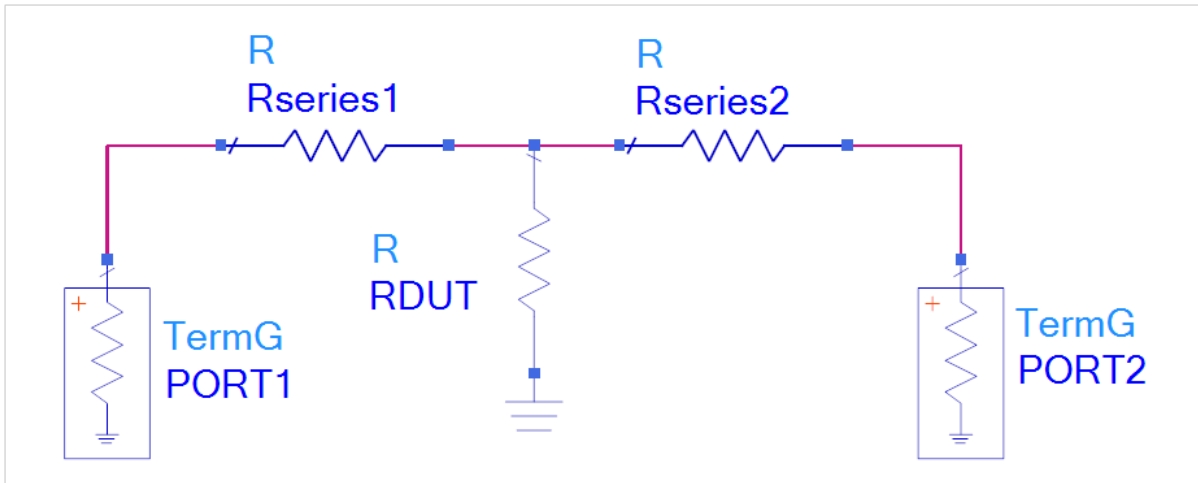 R
Rseries1
R
Rseries2
R
RDUT
+
TermG
PORT1
+
TermG
PORT2